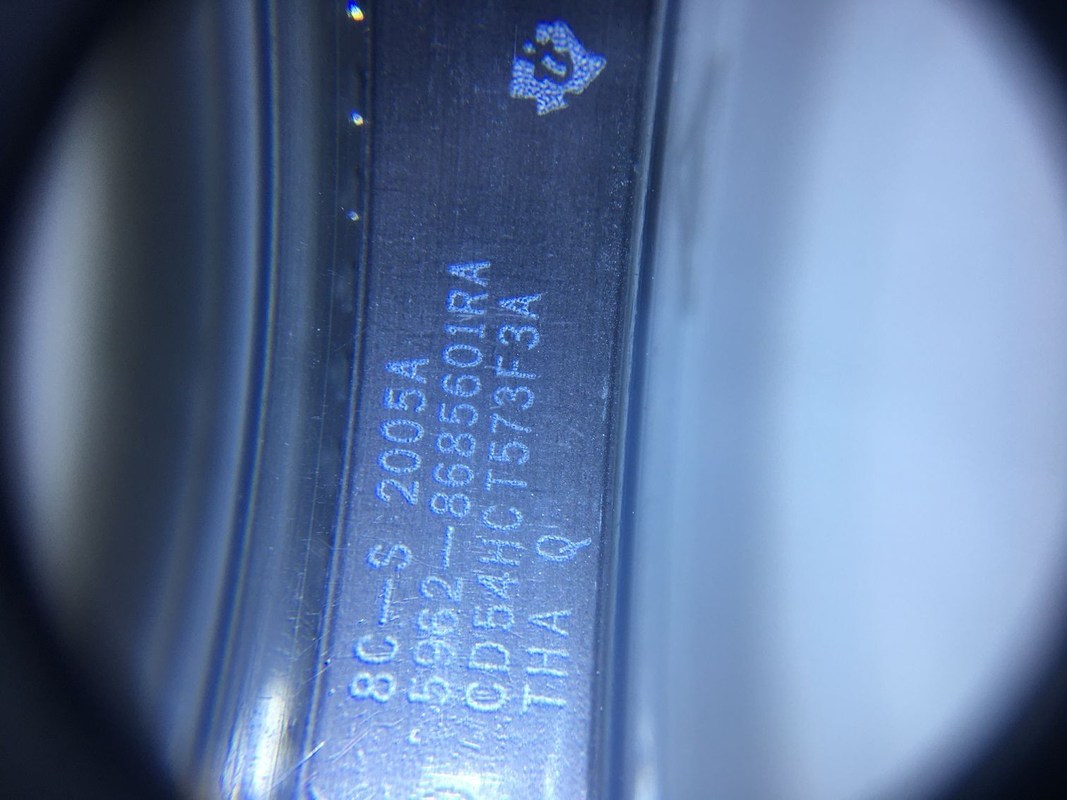 8C-S 2005A
5962-8685601RA
CD54HCT573F3A
THA Q